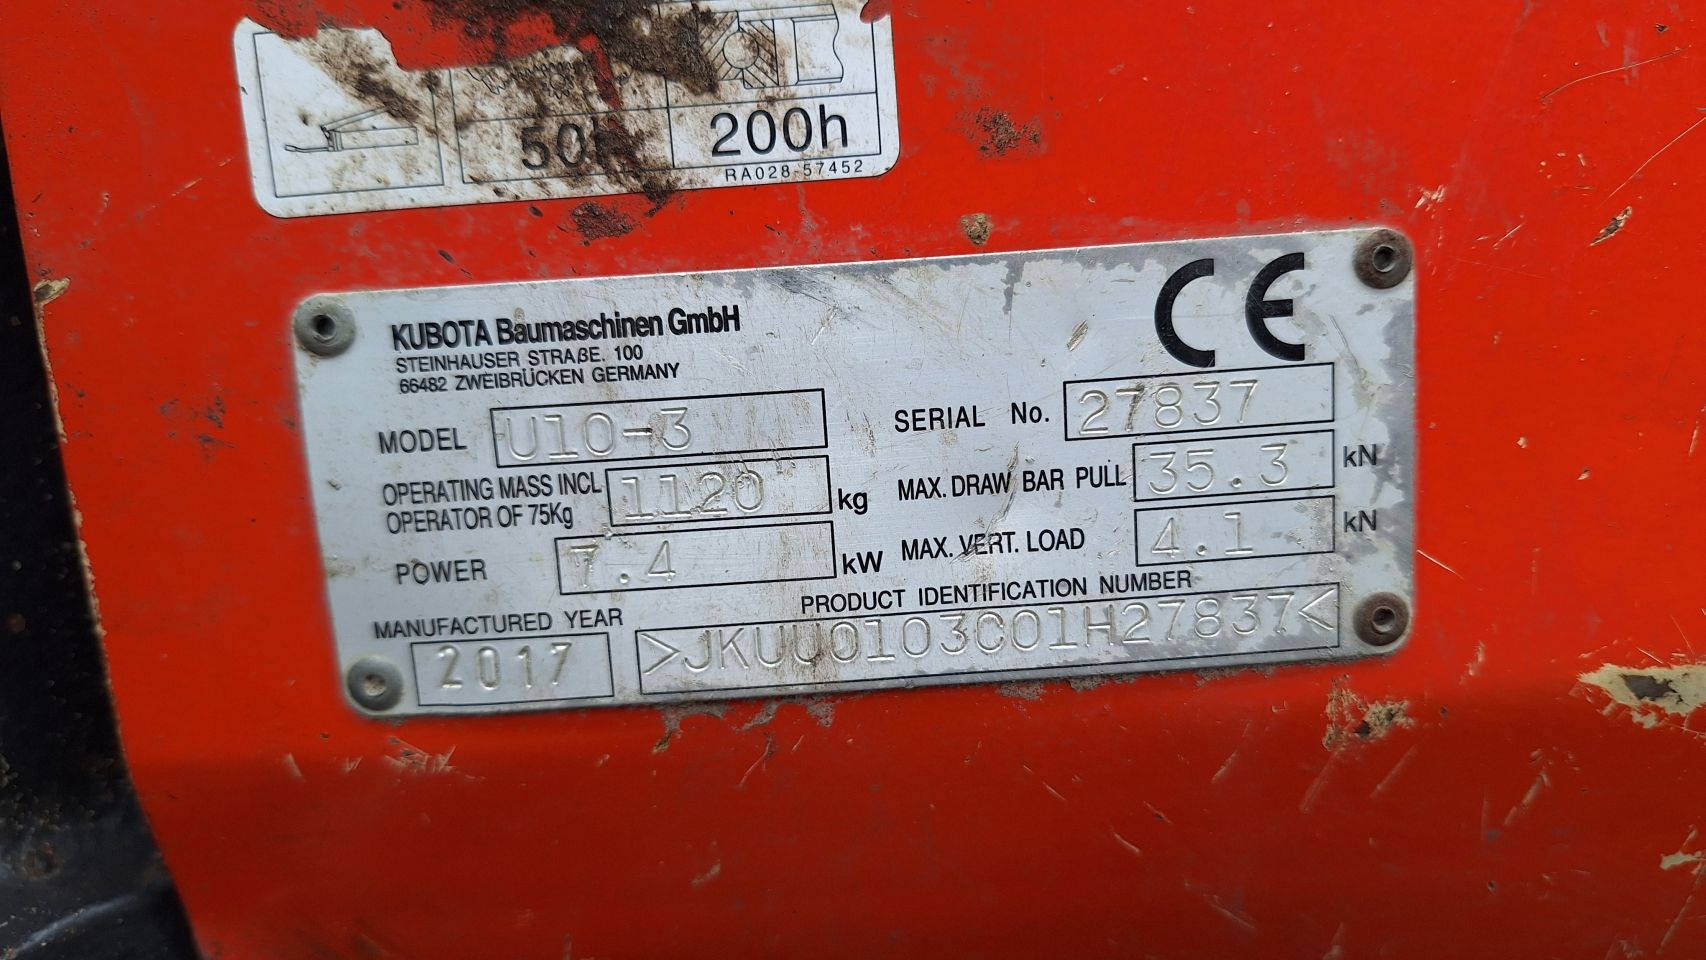 50h
200h
RA028-57452
KUBOTA Baumaschinen GmbH
STEINHAUSER STRAßE. 100
66482 ZWEIBRÜCKEN GERMANY
CE
MODEL U10-3
SERIAL No. 27837
OPERATING MASS INCL
OPERATOR OF 75Kg 1120 kg
MAX. DRAW BAR PULL 35.3 kN
POWER 7.4 kW
MAX. VERT. LOAD 4.1 kN
MANUFACTURED YEAR
2017
PRODUCT IDENTIFICATION NUMBER
>JKUU0103C01H27837<